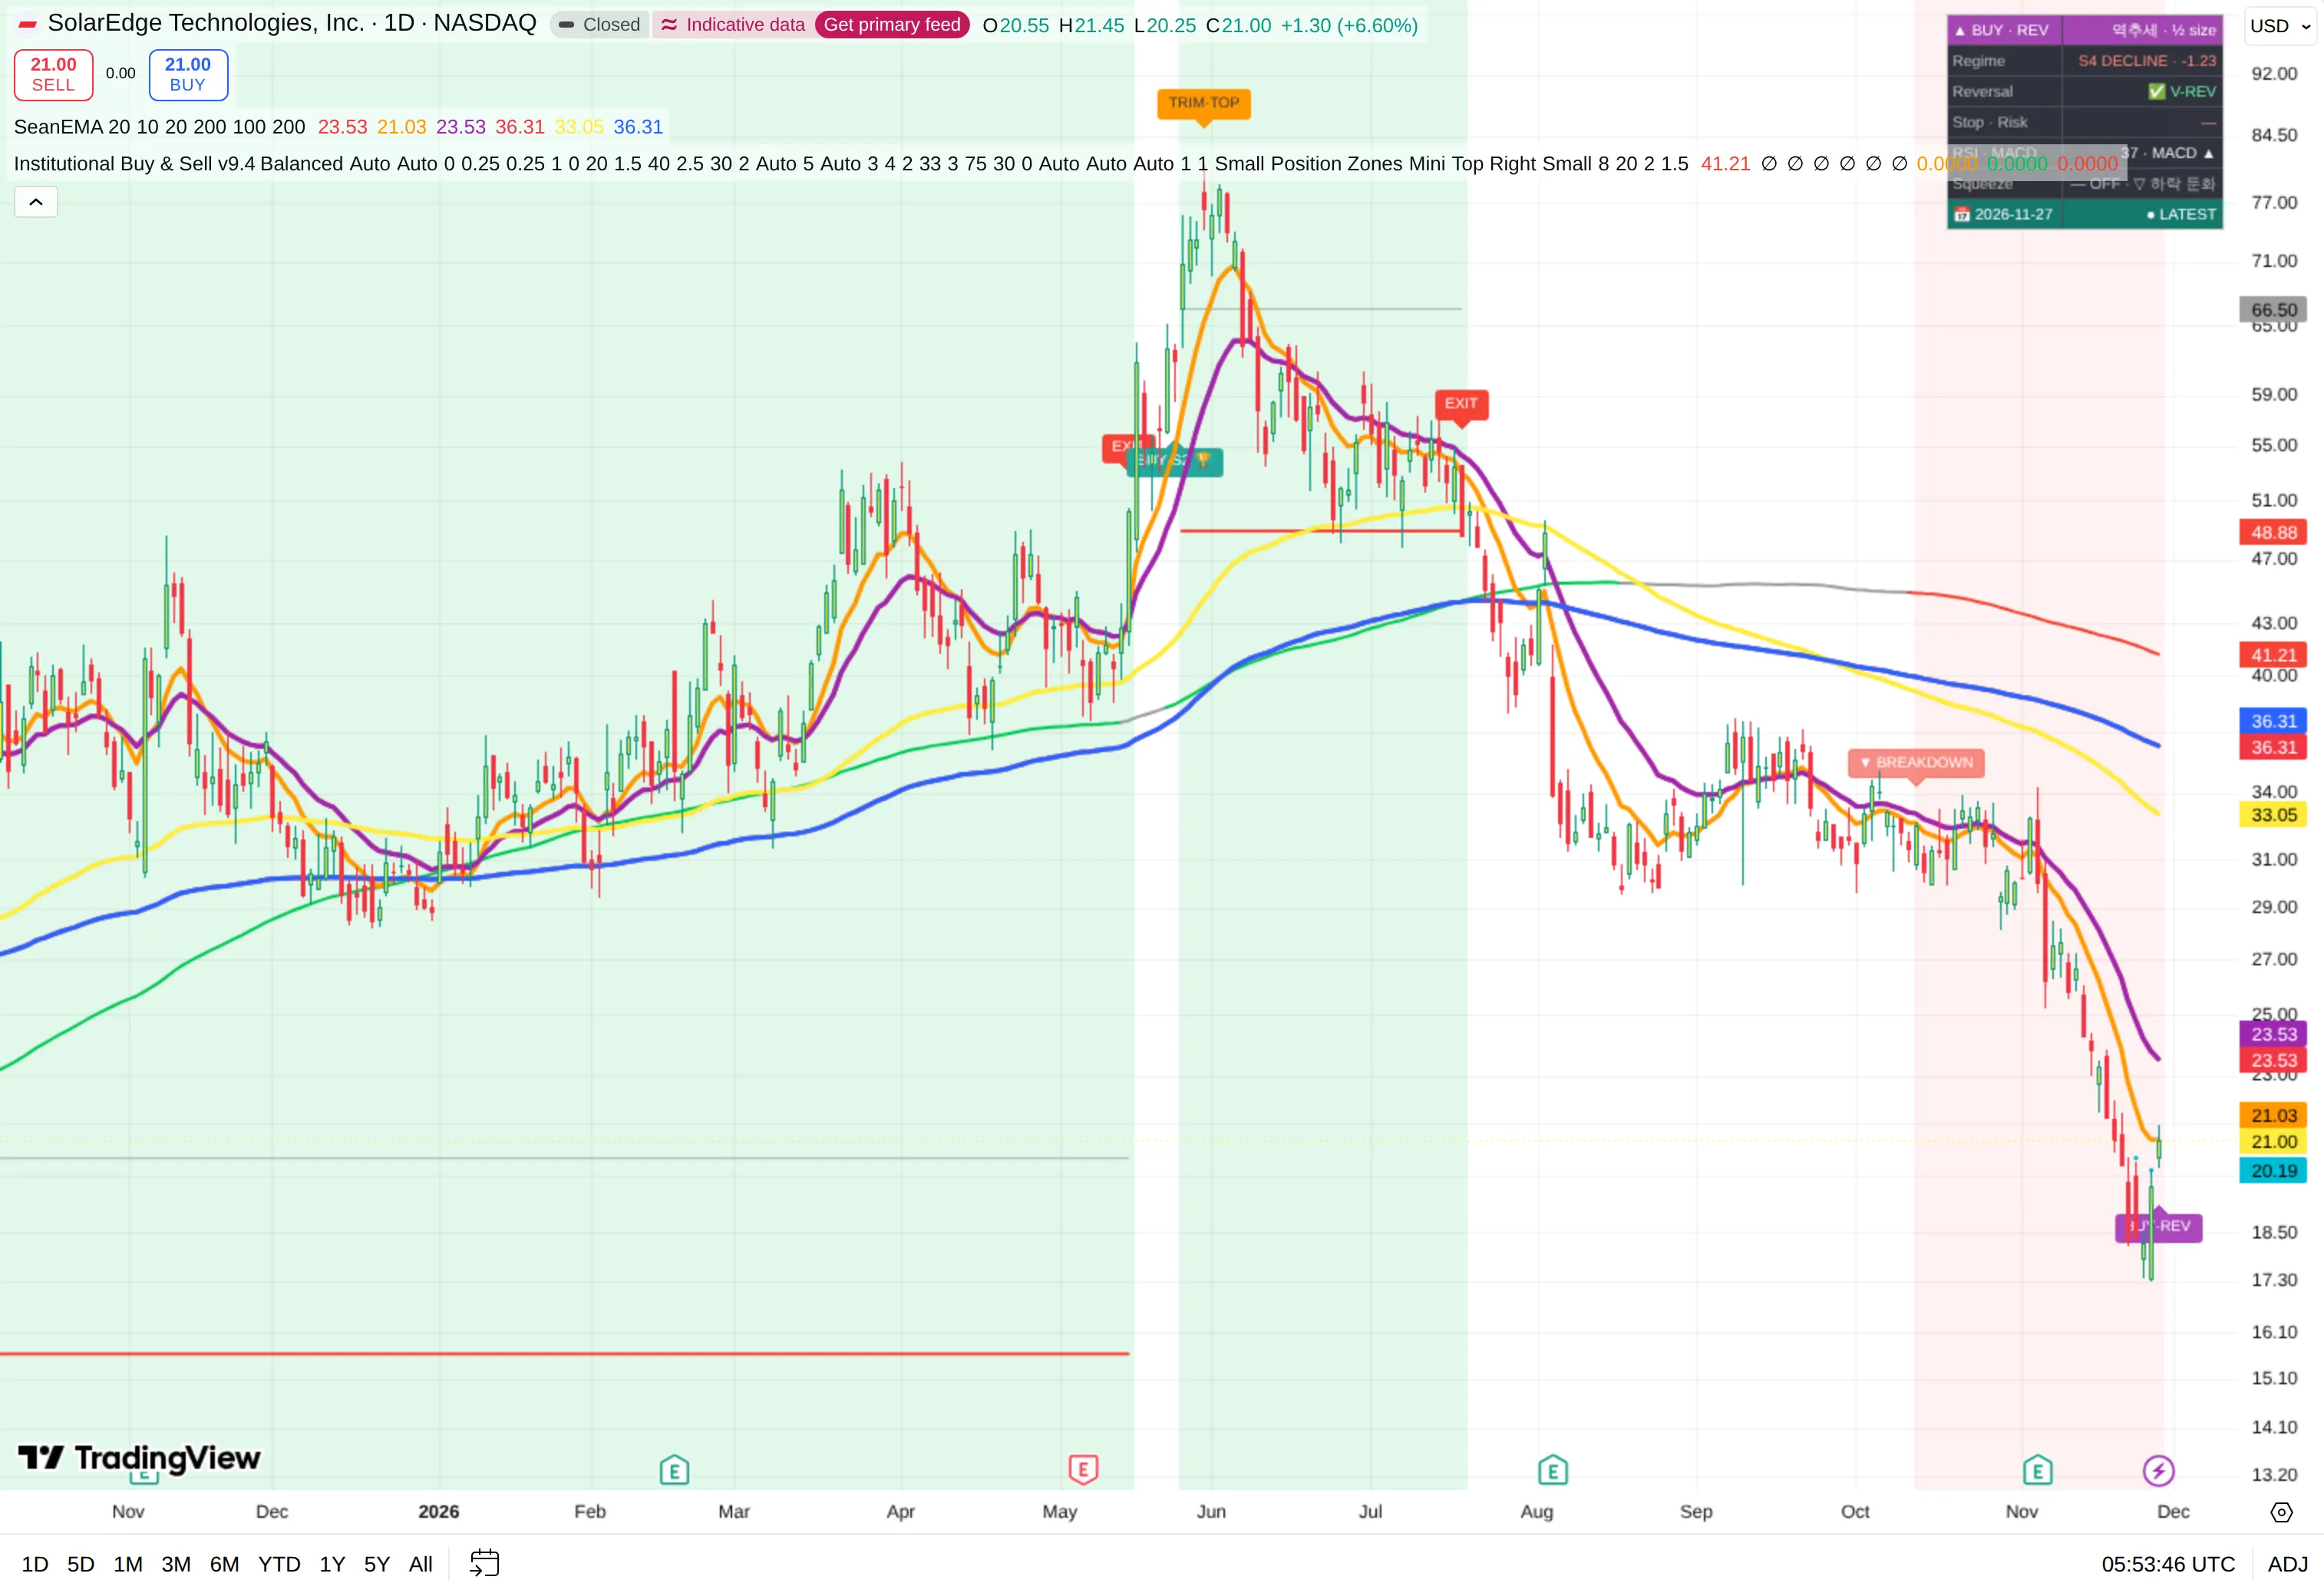 SolarEdge Technologies, Inc. · 1D · NASDAQ Closed Indicative data Get primary feed O20.55 H21.45 L20.25 C21.00 +1.30 (+6.60%)
21.00 SELL 0.00 21.00 BUY
SeanEMA 20 10 20 200 100 200 23.53 21.03 23.53 36.31 33.05 36.31
Institutional Buy & Sell v9.4 Balanced Auto Auto 0 0.25 0.25 1 0 20 1.5 40 2.5 30 2 Auto 5 Auto 3 4 2 33 3 75 30 0 Auto Auto Auto 1 1 Small Position Zones Mini Top Right Small 8 20 2 1.5 41.21 ∅ ∅ ∅ ∅ ∅ ∅ 0.0000 0.0000 0.0000
▲ BUY · REV 역추세 · ½ size
Regime S4 DECLINE · -1.23
Reversal ✅ V-REV
Stop · Risk —
RSI · MACD 37 · MACD ▲
Squeeze — OFF · ▽ 하락 둔화
📅 2026-11-27 ● LATEST
TRIM·TOP
EXIT
EXIT
▼ BREAKDOWN
BUY·REV
USD
92.00
84.50
77.00
71.00
66.50
65.00
59.00
55.00
51.00
48.88
47.00
43.00
41.21
40.00
36.31
36.31
34.00
33.05
31.00
29.00
27.00
25.00
23.53
23.53
23.00
21.03
21.00
20.19
18.50
17.30
16.10
15.10
14.10
13.20
TradingView
E E E E E
Nov Dec 2026 Feb Mar Apr May Jun Jul Aug Sep Oct Nov Dec
1D 5D 1M 3M 6M YTD 1Y 5Y All 05:53:46 UTC ADJ